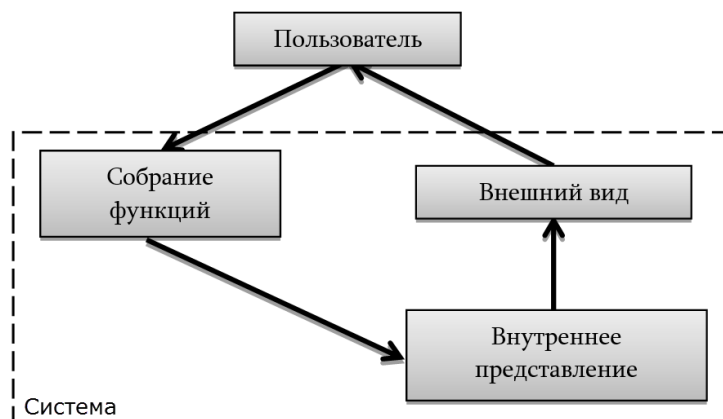 Пользователь
Собрание
функций
Внешний вид
Внутреннее
представление
Система